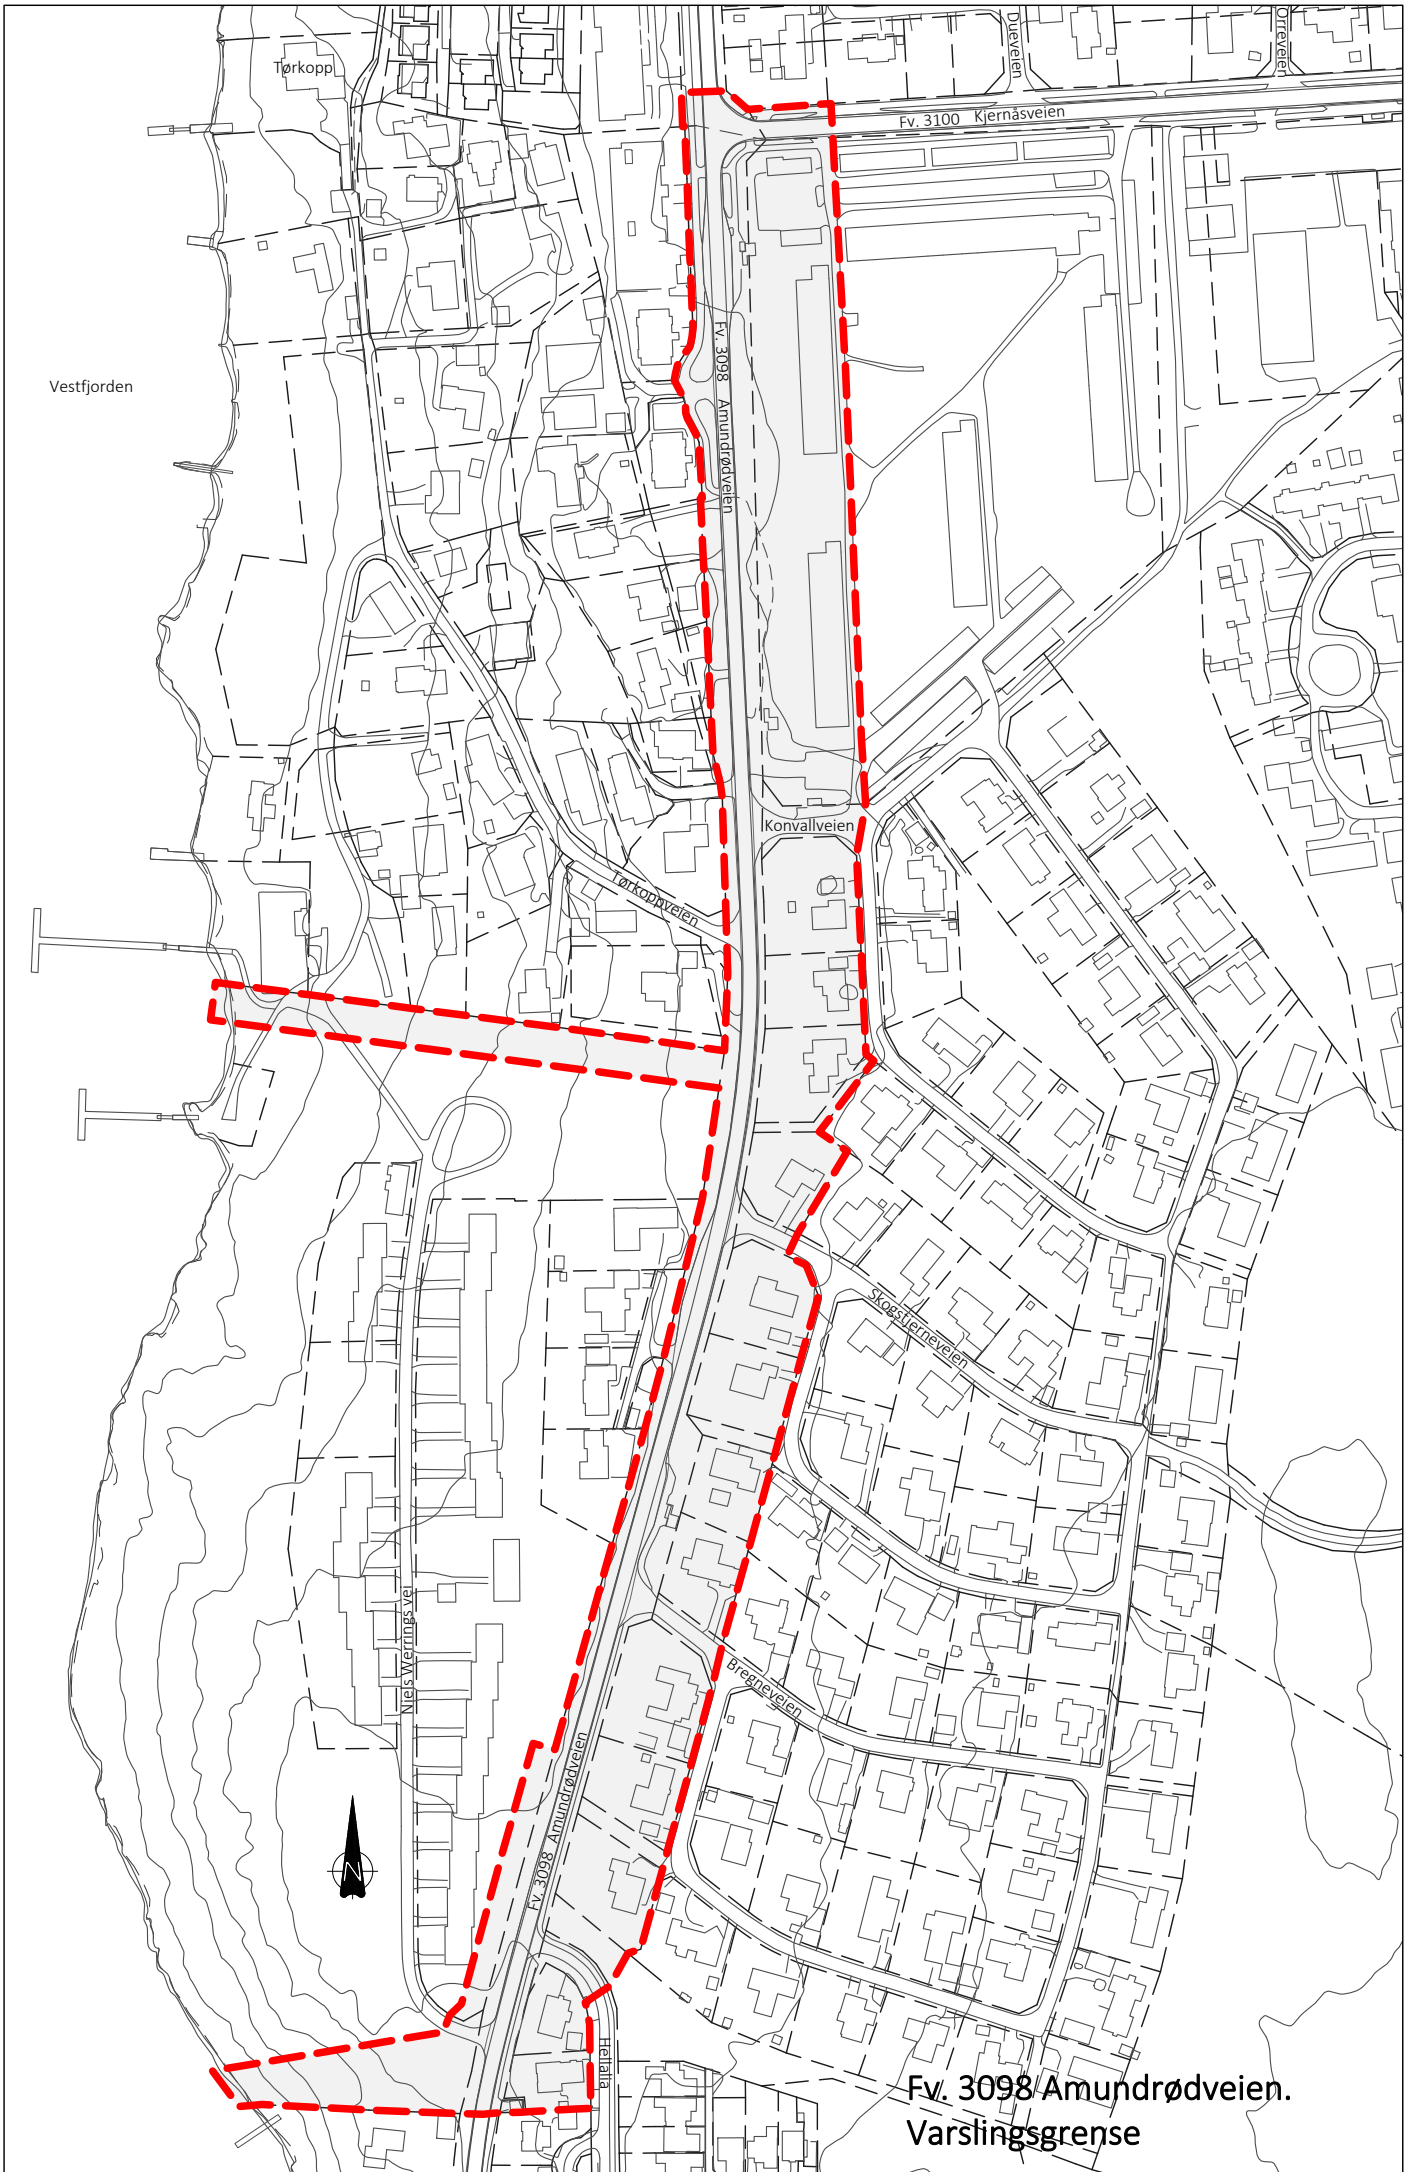 Dueveien
Orreveien
Tørkopp
Fv. 3100 Kjernåsveien
Vestfjorden
Fv. 3098 Amundrødveien
Konvallveien
Tørkoppveien
Skogstjerneveien
Niels Werrings vei
Bregneveien
Fv. 3098 Amundrødveien
N
Hellalia
Fv. 3098 Amundrødveien.
Varslingsgrense